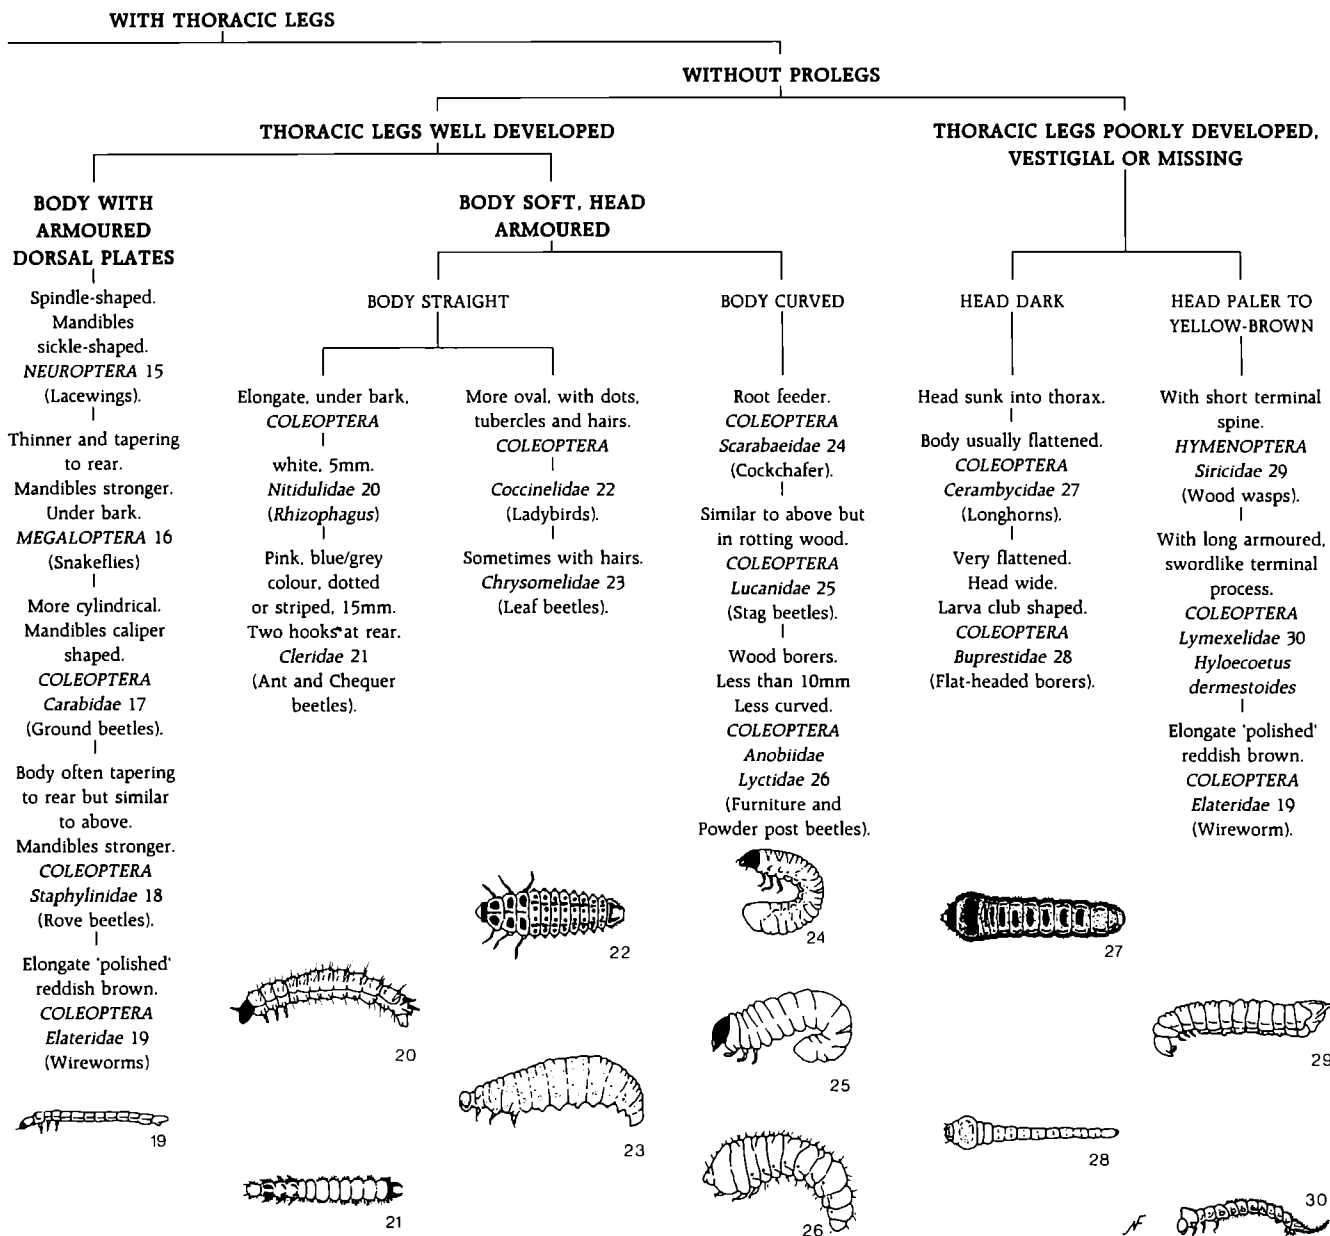 WITH THORACIC LEGS
WITHOUT PROLEGS
THORACIC LEGS WELL DEVELOPED
THORACIC LEGS POORLY DEVELOPED,
VESTIGIAL OR MISSING
BODY WITH
ARMOURED
DORSAL PLATES
Spindle-shaped.
Mandibles
sickle-shaped.
NEUROPTERA 15
(Lacewings).
Thinner and tapering
to rear.
Mandibles stronger.
Under bark.
MEGALOPTERA 16
(Snakeflies)
More cylindrical.
Mandibles caliper
shaped.
COLEOPTERA
Carabidae 17
(Ground beetles).
Body often tapering
to rear but similar
to above.
Mandibles stronger.
COLEOPTERA
Staphylinidae 18
(Rove beetles).
Elongate 'polished'
reddish brown.
COLEOPTERA
Elateridae 19
(Wireworms)
19
BODY SOFT, HEAD
ARMOURED
BODY STRAIGHT
Elongate, under bark,
COLEOPTERA
white, 5mm.
Nitidulidae 20
(Rhizophagus)
Pink, blue/grey
colour, dotted
or striped, 15mm.
Two hooks at rear.
Cleridae 21
(Ant and Chequer
beetles).
20
21
More oval, with dots,
tubercles and hairs.
COLEOPTERA
Coccinelidae 22
(Ladybirds).
Sometimes with hairs.
Chrysomelidae 23
(Leaf beetles).
22
23
BODY CURVED
Root feeder.
COLEOPTERA
Scarabaeidae 24
(Cockchafer).
Similar to above but
in rotting wood.
COLEOPTERA
Lucanidke 25
(Stag beetles).
Wood borers.
Less than 10mm
Less curved.
COLEOPTERA
Anobiidae
Lyctidae 26
(Furniture and
Powder post beetles).
24
25
26
HEAD DARK
Head sunk into thorax.
Body usually flattened.
COLEOPTERA
Cerambycidae 27
(Longhorns).
Very flattened.
Head wide.
Larva club shaped.
COLEOPTERA
Buprestidae 28
(Flat-headed borers).
27
28
HEAD PALER TO
YELLOW-BROWN
With short terminal
spine.
HYMENOPTERA
Siricidae 29
(Wood wasps).
With long armoured,
swordlike terminal
process.
COLEOPTERA
Lymexelidae 30
Hyloecoetus
dermestoides
Elongate 'polished'
reddish brown.
COLEOPTERA
Elateridae 19
(Wireworm).
29
30
NF